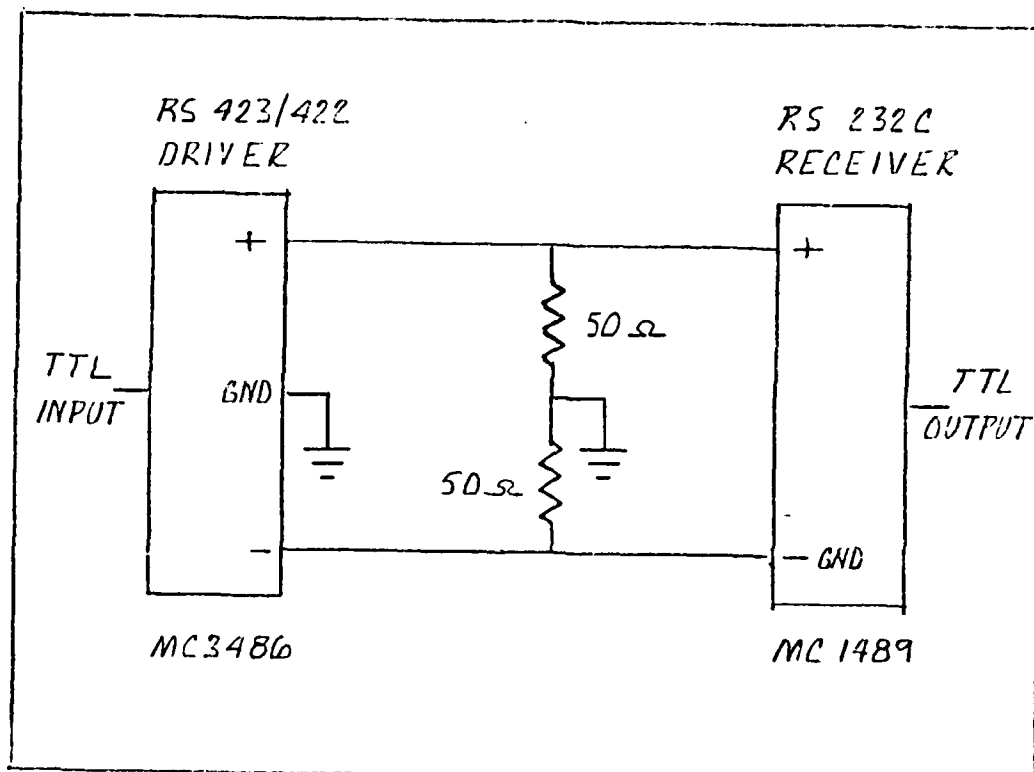 RS 423/422
DRIVER
RS 232C
RECEIVER
+
+
50 Ω
TTL
INPUT
GND
TTL
OUTPUT
50 Ω
-
- GND
MC3486
MC 1489